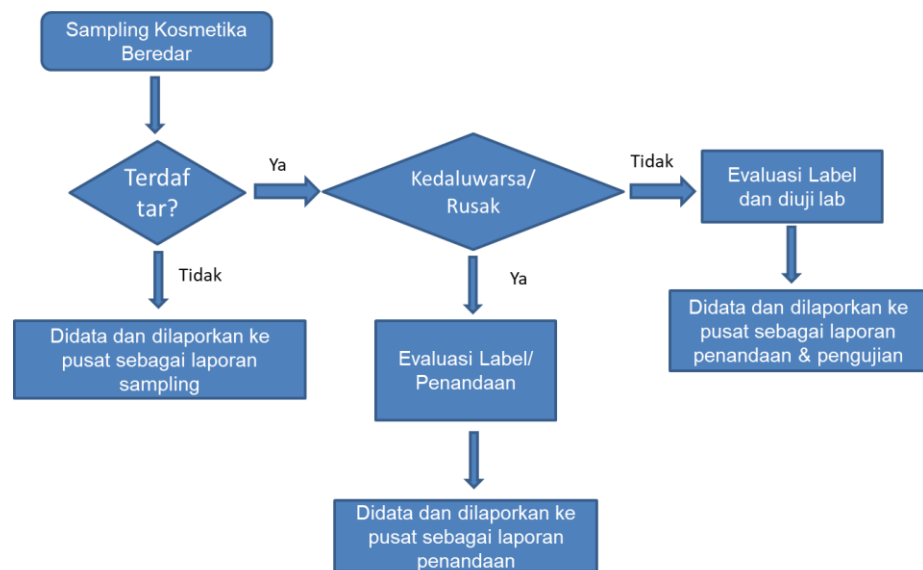 Sampling Kosmetika
Beredar
Terdaf
tar?
Ya
Kedaluwarsa/
Rusak
Tidak
Evaluasi Label
dan diuji lab
Tidak
Ya
Didata dan dilaporkan ke
pusat sebagai laporan
sampling
Evaluasi Label/
Penandaan
Didata dan dilaporkan ke
pusat sebagai laporan
penandaan & pengujian
Didata dan dilaporkan ke
pusat sebagai laporan
penandaan